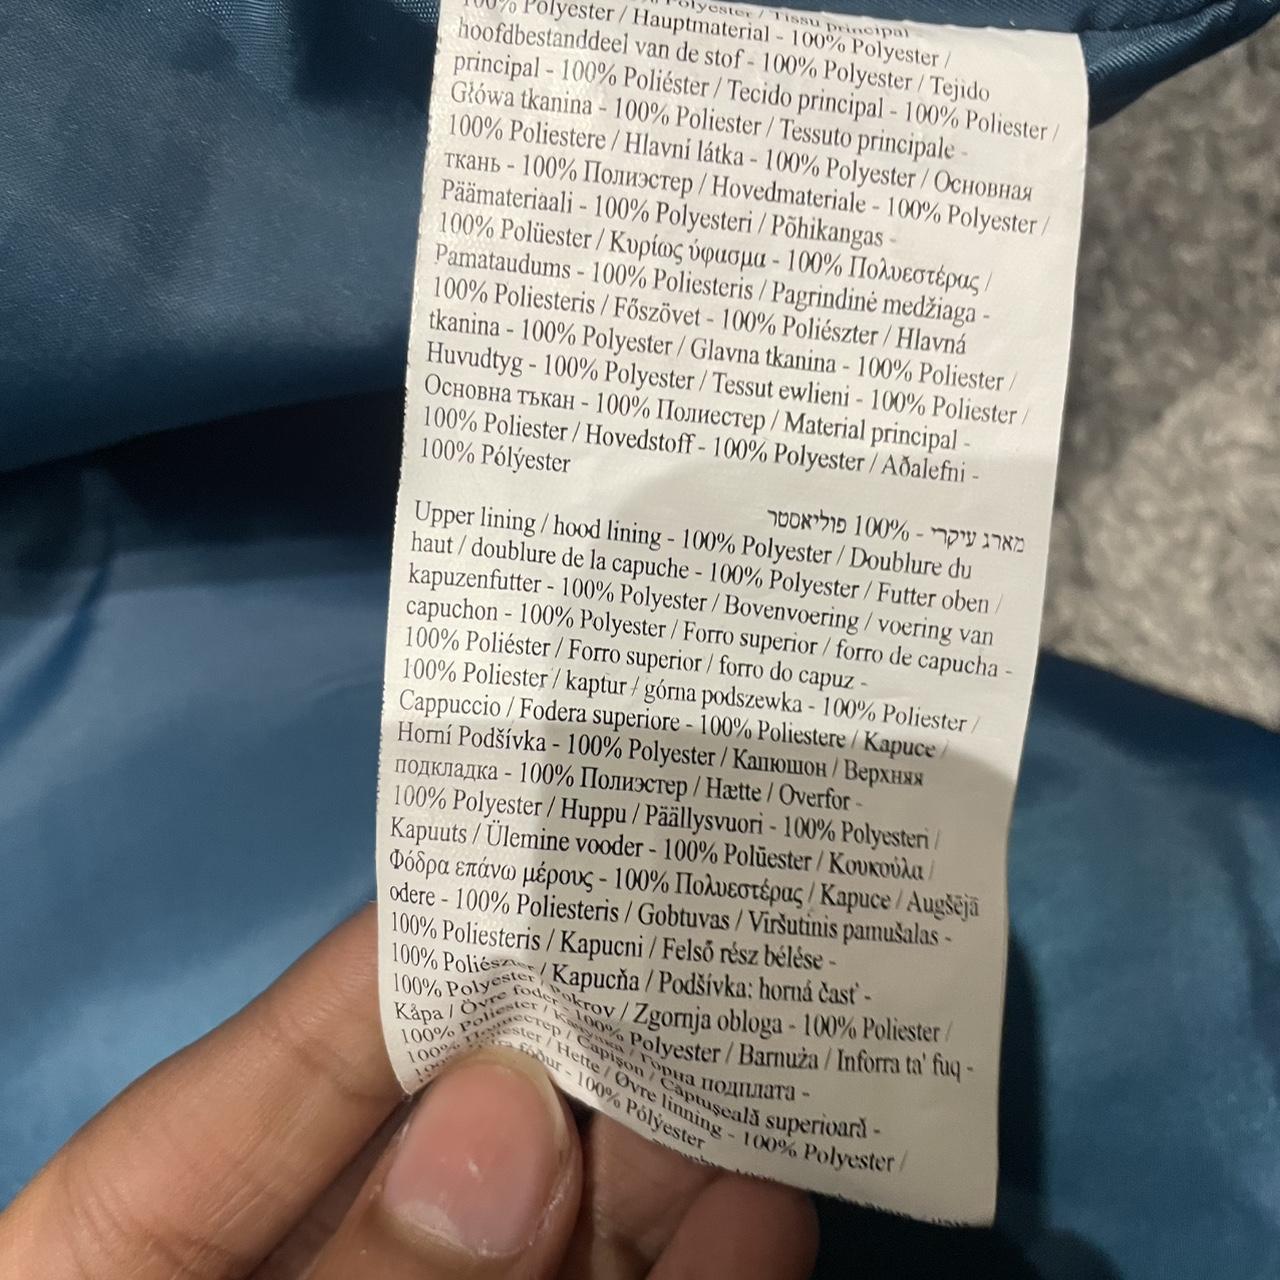 Polyester / Tissu principal -
100% Polyester / Hauptmaterial - 100% Polyester /
hoofdbestanddeel van de stof - 100% Polyester / Tejido
principal - 100% Poliéster / Tecido principal - 100% Poliester /
Główa tkanina - 100% Poliester / Tessuto principale -
100% Poliestere / Hlavní látka - 100% Polyester / Основная
ткань - 100% Полиэстер / Hovedmateriale - 100% Polyester /
Päämateriaali - 100% Polyesteri / Põhikangas -
100% Polüester / Κυρίως ύφασμα - 100% Πολυεστέρας /
Pamataudums - 100% Poliesteris / Pagrindinė medžiaga -
100% Poliesteris / Főszövet - 100% Poliészter / Hlavná
tkanina - 100% Polyester / Glavna tkanina - 100% Poliester /
Huvudtyg - 100% Polyester / Tessut ewlieni - 100% Poliester /
Основна тъкан - 100% Полиестер / Material principal -
100% Poliester / Hovedstoff - 100% Polyester / Aðalefni -
100% Pólýester
מארג עיקרי - 100% פוליאסטר
Upper lining / hood lining - 100% Polyester / Doublure du
haut / doublure de la capuche - 100% Polyester / Futter oben /
kapuzenfutter - 100% Polyester / Bovenvoering / voering van
capuchon - 100% Polyester / Forro superior / forro de capucha -
100% Poliéster / Forro superior / forro do capuz -
100% Poliester / kaptur / górna podszewka - 100% Poliester /
Cappuccio / Fodera superiore - 100% Poliestere / Kapuce /
Horní Podšívka - 100% Polyester / Капюшон / Верхняя
подкладка - 100% Полиэстер / Hætte / Overfor -
100% Polyester / Huppu / Päällysvuori - 100% Polyesteri /
Kapuuts / Ülemine vooder - 100% Polüester / Κουκούλα /
Φόδρα επάνω μέρους - 100% Πολυεστέρας / Kapuce / Augšējā
odere - 100% Poliesteris / Gobtuvas / Viršutinis pamušalas -
100% Poliesteris / Kapucni / Felső rész bélése -
100% Poliészter / Kapucňa / Podšívka: horná časť -
100% Polyester / Pokrov / Zgornja obloga - 100% Poliester /
Kåpa / Övre foder - 100% Polyester / Barnuża / Inforra ta' fuq -
100% Poliester / Качулка / Горна подплата -
100% Полиестер / Capișon / Căptușeală superioară -
100% Poliester / Hette / Øvre linning - 100% Polyester /
fóður - 100% Pólýester